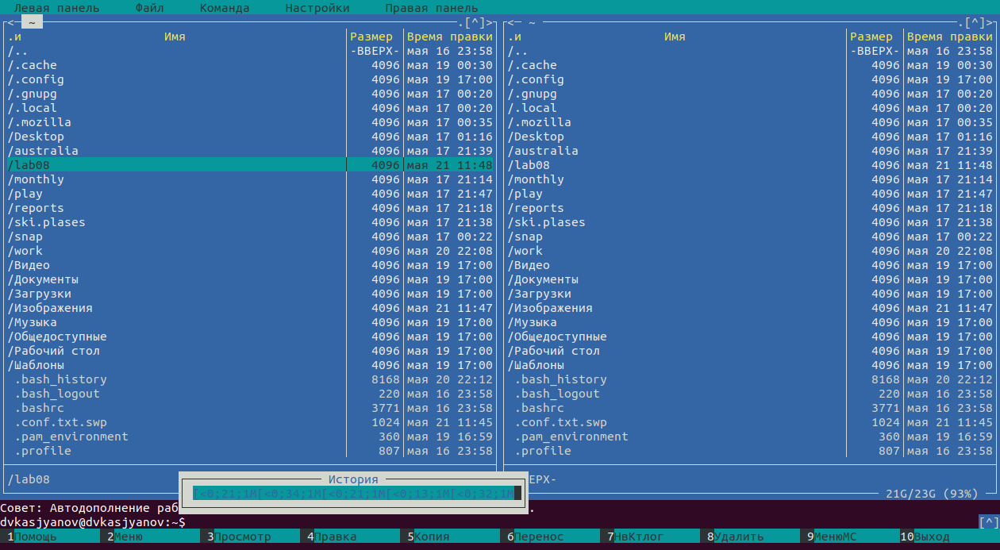 Левая панель Файл Команда Настройки Правая панель
<─ ~ .[^]> <─ ~ .[^]>
.и Имя Размер Время правки .и Имя Размер Время правки
/.. -ВВЕРХ- мая 16 23:58 /.. -ВВЕРХ- мая 16 23:58
/.cache 4096 мая 19 00:30 /.cache 4096 мая 19 00:30
/.config 4096 мая 19 17:00 /.config 4096 мая 19 17:00
/.gnupg 4096 мая 17 00:20 /.gnupg 4096 мая 17 00:20
/.local 4096 мая 17 00:20 /.local 4096 мая 17 00:20
/.mozilla 4096 мая 17 00:35 /.mozilla 4096 мая 17 00:35
/Desktop 4096 мая 17 01:16 /Desktop 4096 мая 17 01:16
/australia 4096 мая 17 21:39 /australia 4096 мая 17 21:39
/lab08 4096 мая 21 11:48 /lab08 4096 мая 21 11:48
/monthly 4096 мая 17 21:14 /monthly 4096 мая 17 21:14
/play 4096 мая 17 21:47 /play 4096 мая 17 21:47
/reports 4096 мая 17 21:18 /reports 4096 мая 17 21:18
/ski.plases 4096 мая 17 21:38 /ski.plases 4096 мая 17 21:38
/snap 4096 мая 17 00:22 /snap 4096 мая 17 00:22
/work 4096 мая 20 22:08 /work 4096 мая 20 22:08
/Видео 4096 мая 19 17:00 /Видео 4096 мая 19 17:00
/Документы 4096 мая 19 17:00 /Документы 4096 мая 19 17:00
/Загрузки 4096 мая 19 17:00 /Загрузки 4096 мая 19 17:00
/Изображения 4096 мая 21 11:47 /Изображения 4096 мая 21 11:47
/Музыка 4096 мая 19 17:00 /Музыка 4096 мая 19 17:00
/Общедоступные 4096 мая 19 17:00 /Общедоступные 4096 мая 19 17:00
/Рабочий стол 4096 мая 19 17:00 /Рабочий стол 4096 мая 19 17:00
/Шаблоны 4096 мая 19 17:00 /Шаблоны 4096 мая 19 17:00
.bash_history 8168 мая 20 22:12 .bash_history 8168 мая 20 22:12
.bash_logout 220 мая 16 23:58 .bash_logout 220 мая 16 23:58
.bashrc 3771 мая 16 23:58 .bashrc 3771 мая 16 23:58
.conf.txt.swp 1024 мая 21 11:45 .conf.txt.swp 1024 мая 21 11:45
.pam_environment 360 мая 19 16:59 .pam_environment 360 мая 19 16:59
.profile 807 мая 16 23:58 .profile 807 мая 16 23:58
/lab08 История ЕРХ-
[<0;21;1M[<0;34;1M[<0;21;1M[<0;13;1M[<0;32;1M 21G/23G (93%)
Совет: Автодополнение раб .
dvkasjyanov@dvkasjyanov:~$ [^]
1Помощь 2Меню 3Просмотр 4Правка 5Копия 6Перенос 7НвКтлог 8Удалить 9МенюMC 10Выход